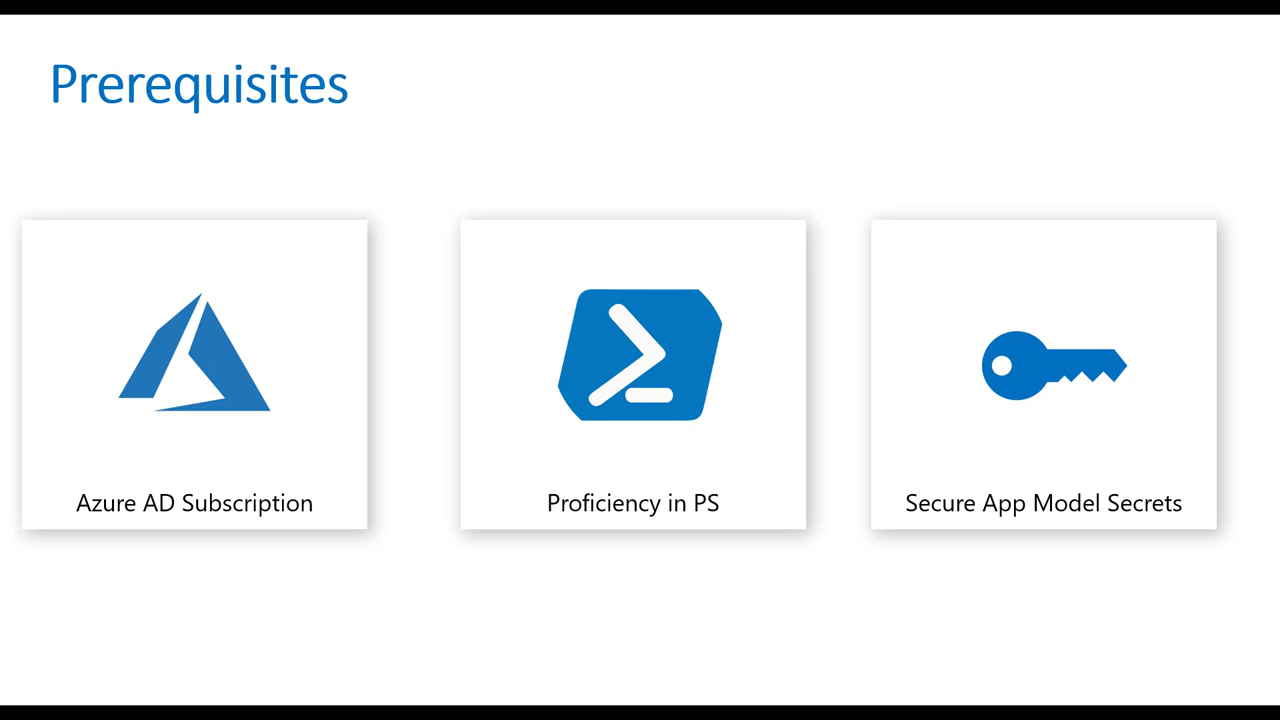 Prerequisites
Azure AD Subscription
Proficiency in PS
Secure App Model Secrets